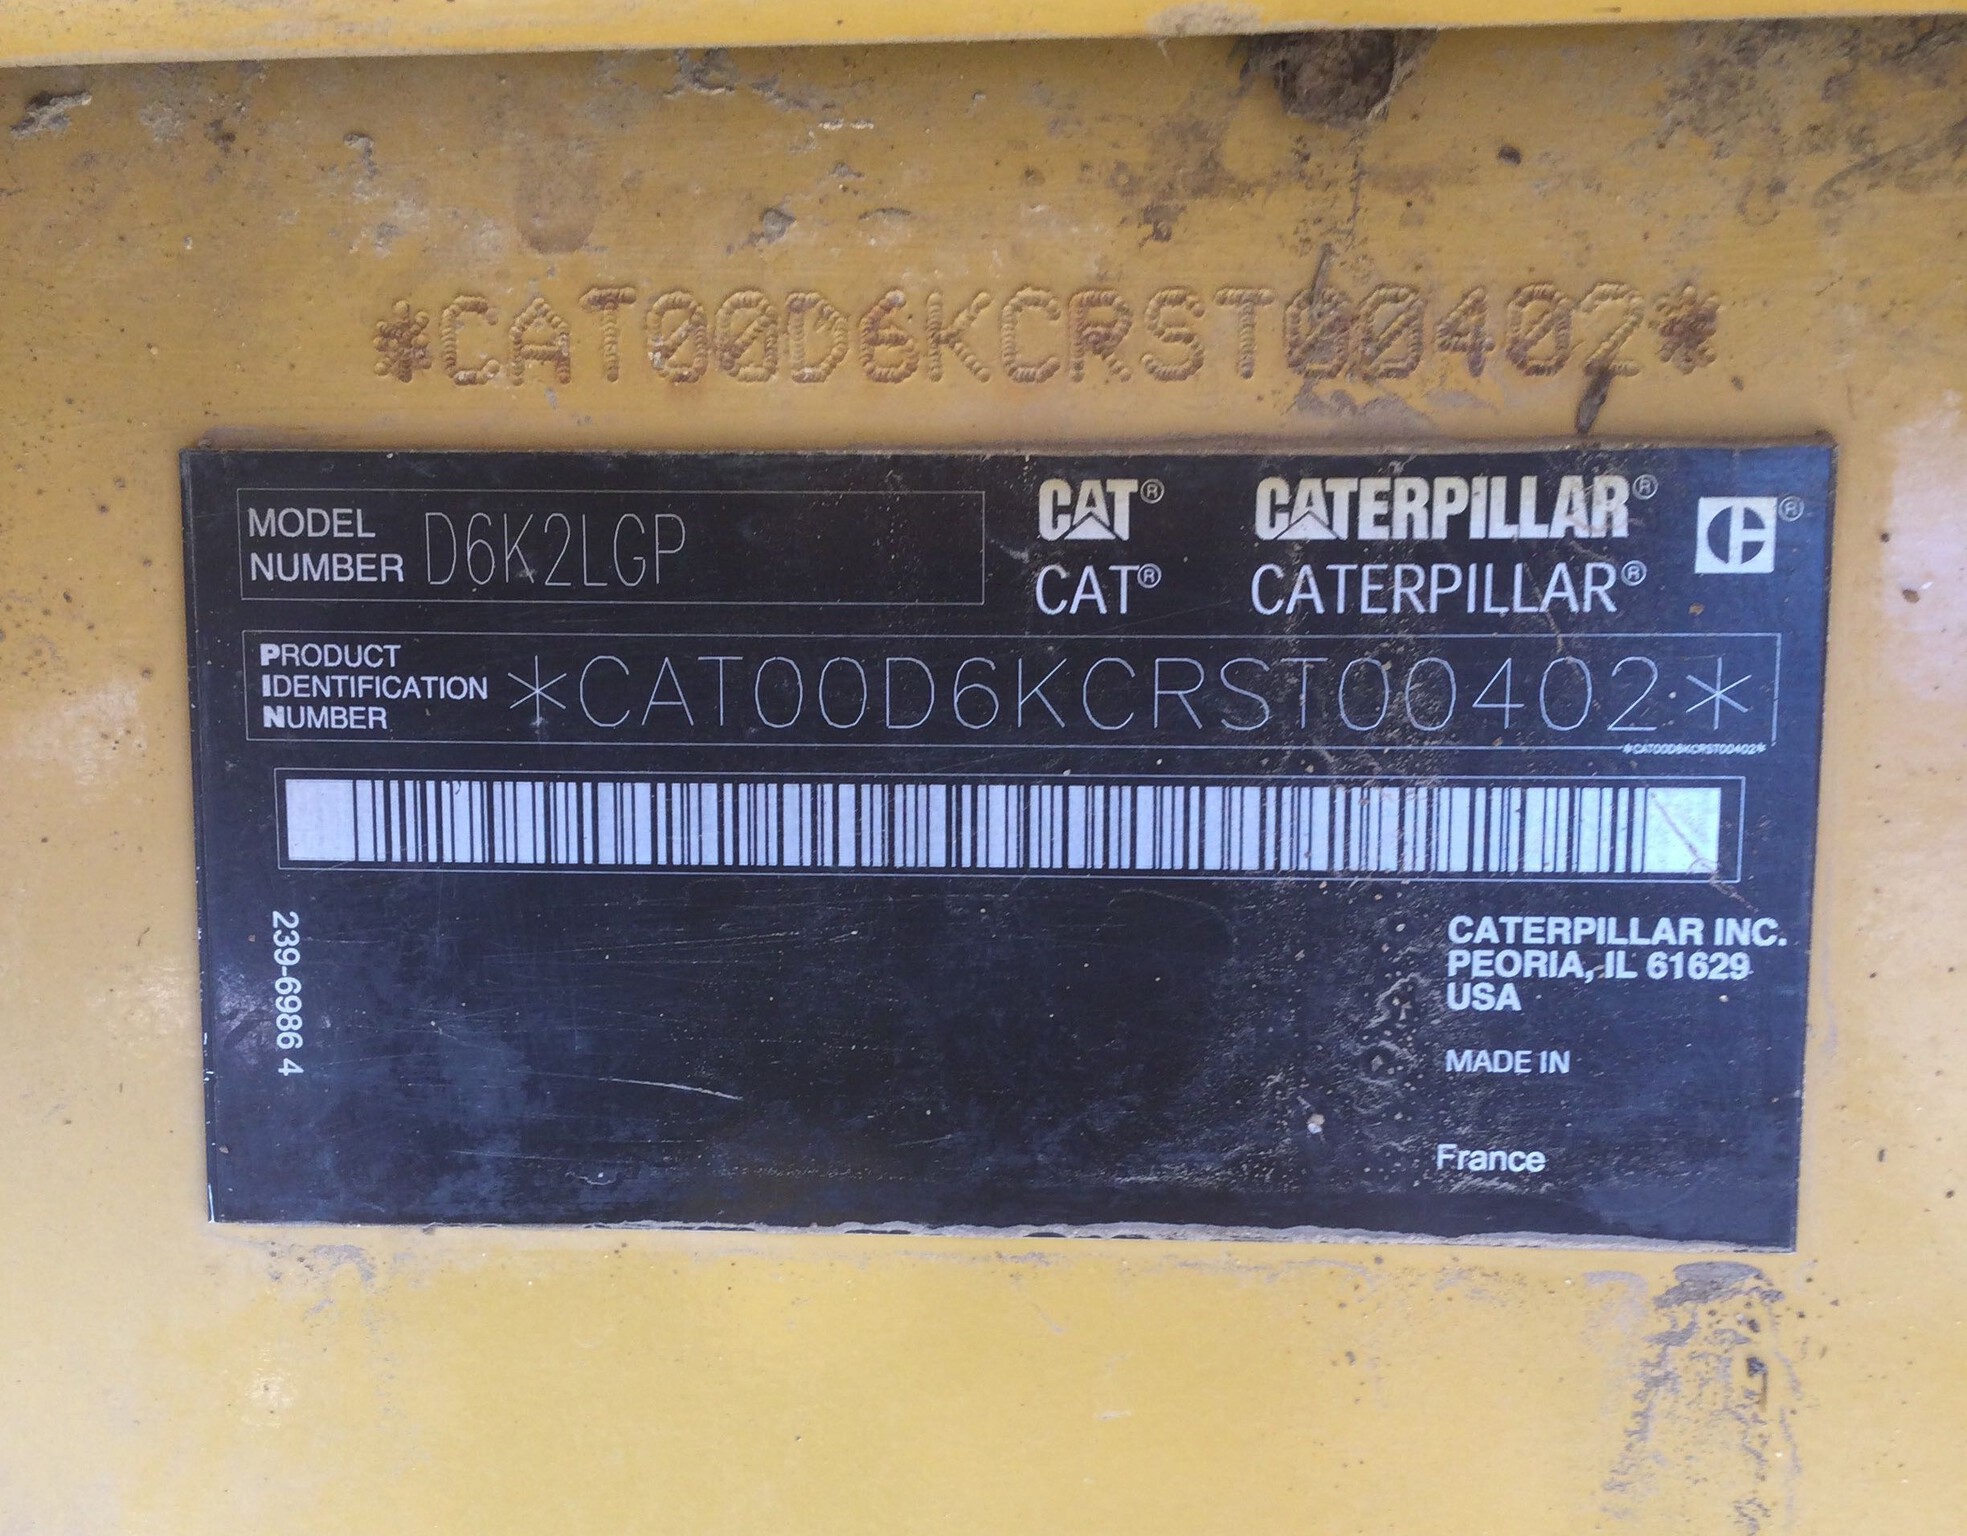 *CAT00D6KCRST00402*
MODEL
NUMBER D6K2LGP
CAT® CATERPILLAR® ®
CAT® CATERPILLAR®
PRODUCT
IDENTIFICATION
NUMBER
*CAT00D6KCRST00402*
*CAT00D6KCRST00402*
239-6986 4
CATERPILLAR INC.
PEORIA, IL 61629
USA
MADE IN
France